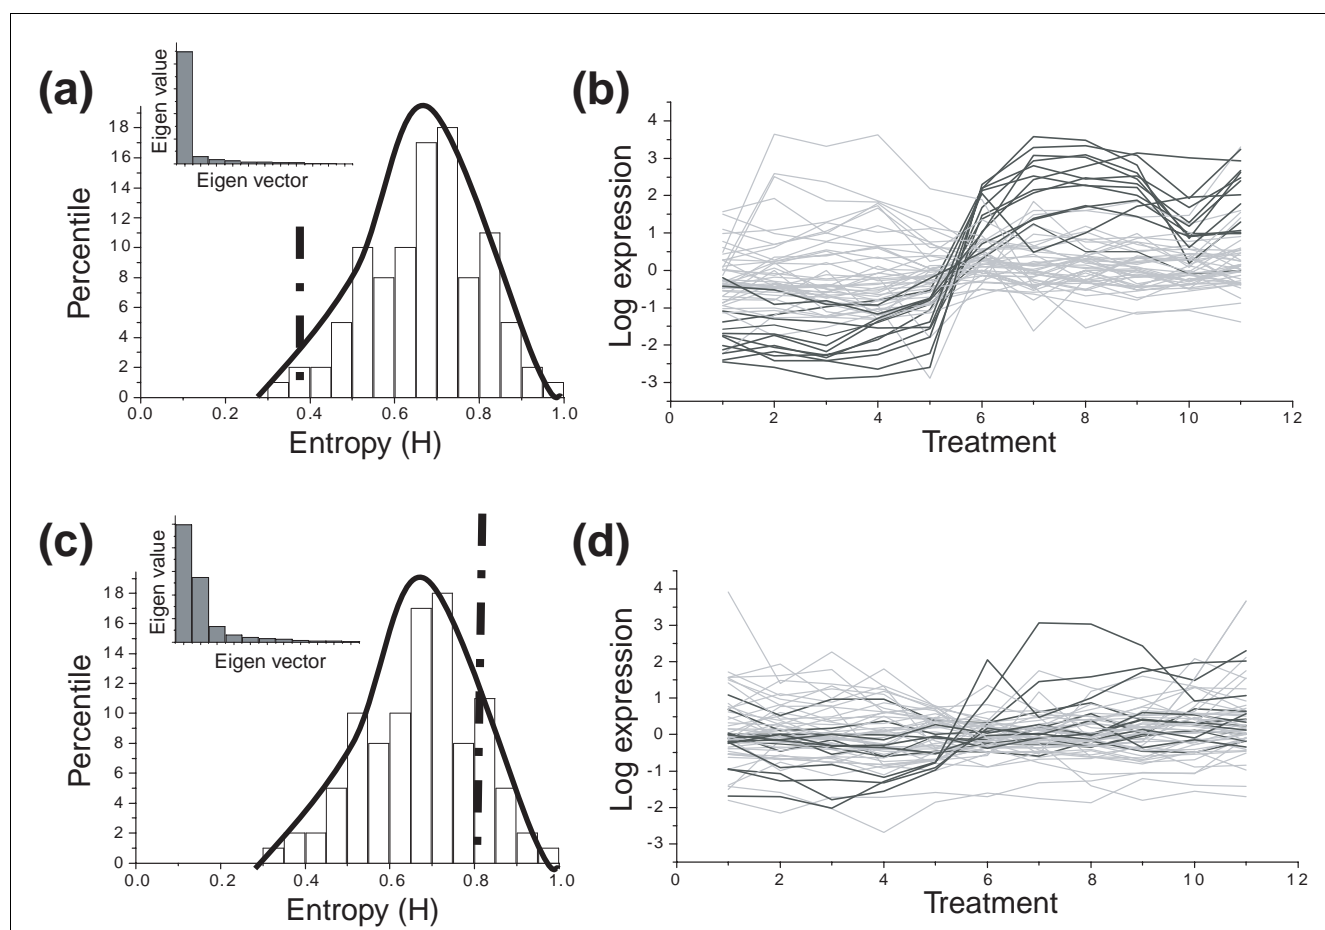 (a)
Eigen value
Eigen vector
Percentile
18
16
14
18
10
8
6
4
2
0
0.0 0.2 0.4 0.6 0.8 1.0
Entropy (H)
(b)
Log expression
4
3
2
1
0
-1
-2
-3
0 2 4 6 8 10 12
Treatment
(c)
Eigen value
Eigen vector
Percentile
18
16
14
12
10
8
6
4
2
0
0.0 0.2 0.4 0.6 0.8 1.0
Entropy (H)
(d)
Log expression
4
3
2
1
0
-1
-2
-3
0 2 4 6 8 10 12
Treatment